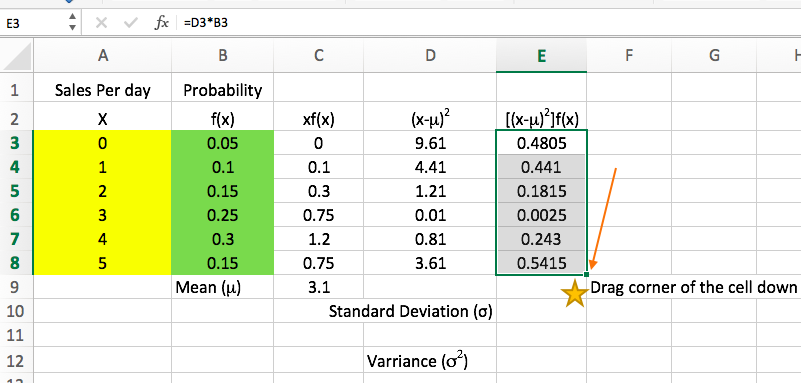 E3 fx =D3*B3
A B C D E F G H
1 Sales Per day Probability
2 X f(x) xf(x) (x-μ)² [(x-μ)²]f(x)
3 0 0.05 0 9.61 0.4805
4 1 0.1 0.1 4.41 0.441
5 2 0.15 0.3 1.21 0.1815
6 3 0.25 0.75 0.01 0.0025
7 4 0.3 1.2 0.81 0.243
8 5 0.15 0.75 3.61 0.5415
9 Mean (μ) 3.1 Drag corner of the cell down
10 Standard Deviation (σ)
11
12 Varriance (σ²)